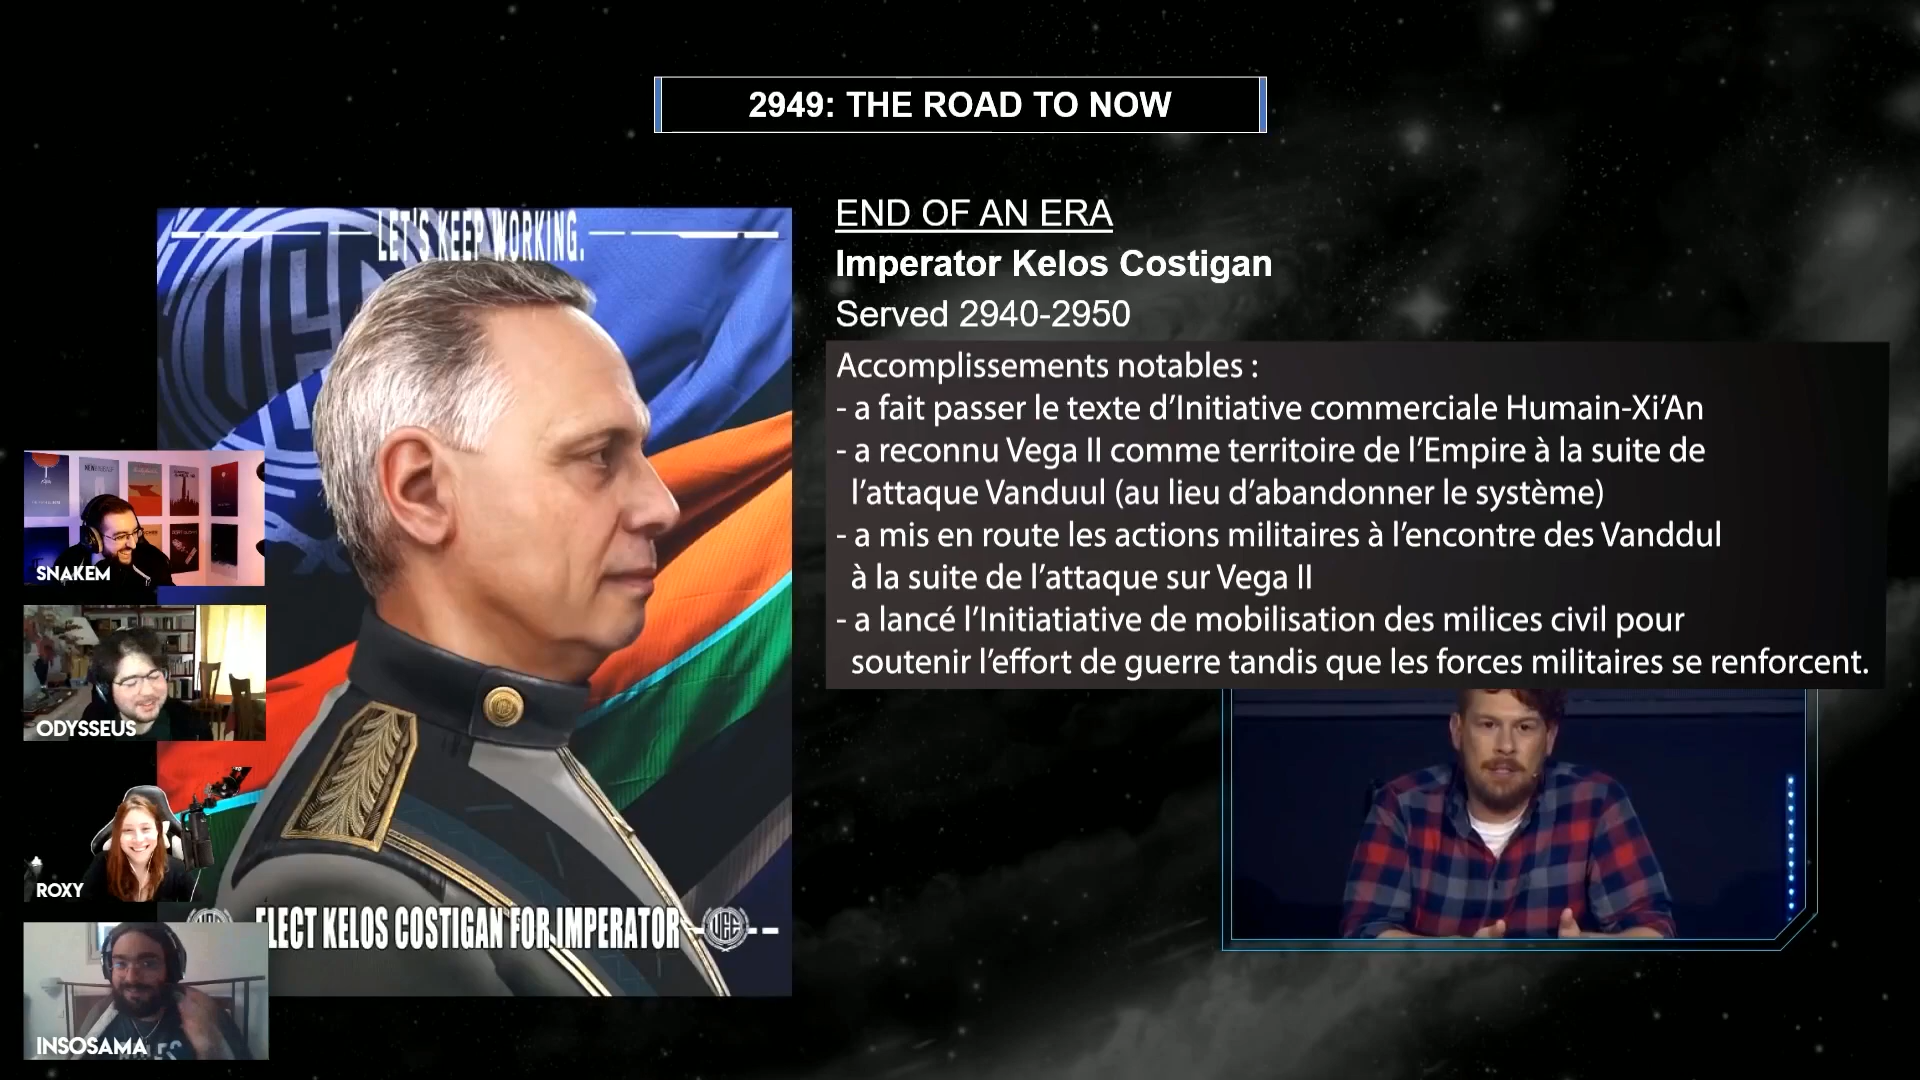 2949: THE ROAD TO NOW
LET'S KEEP WORKING.
END OF AN ERA
Imperator Kelos Costigan
Served 2940-2950
Accomplissements notables :
- a fait passer le texte d'Initiative commerciale Humain-Xi'An
- a reconnu Vega II comme territoire de l'Empire à la suite de
l'attaque Vanduul (au lieu d'abandonner le système)
- a mis en route les actions militaires à l'encontre des Vanddul
à la suite de l'attaque sur Vega II
- a lancé l'Initiatiative de mobilisation des milices civil pour
soutenir l'effort de guerre tandis que les forces militaires se renforcent.
SNAKEM
ODYSSEUS
ROXY
INSOSAMA
LECT KELOS COSTIGAN FOR IMPERATOR
UEE